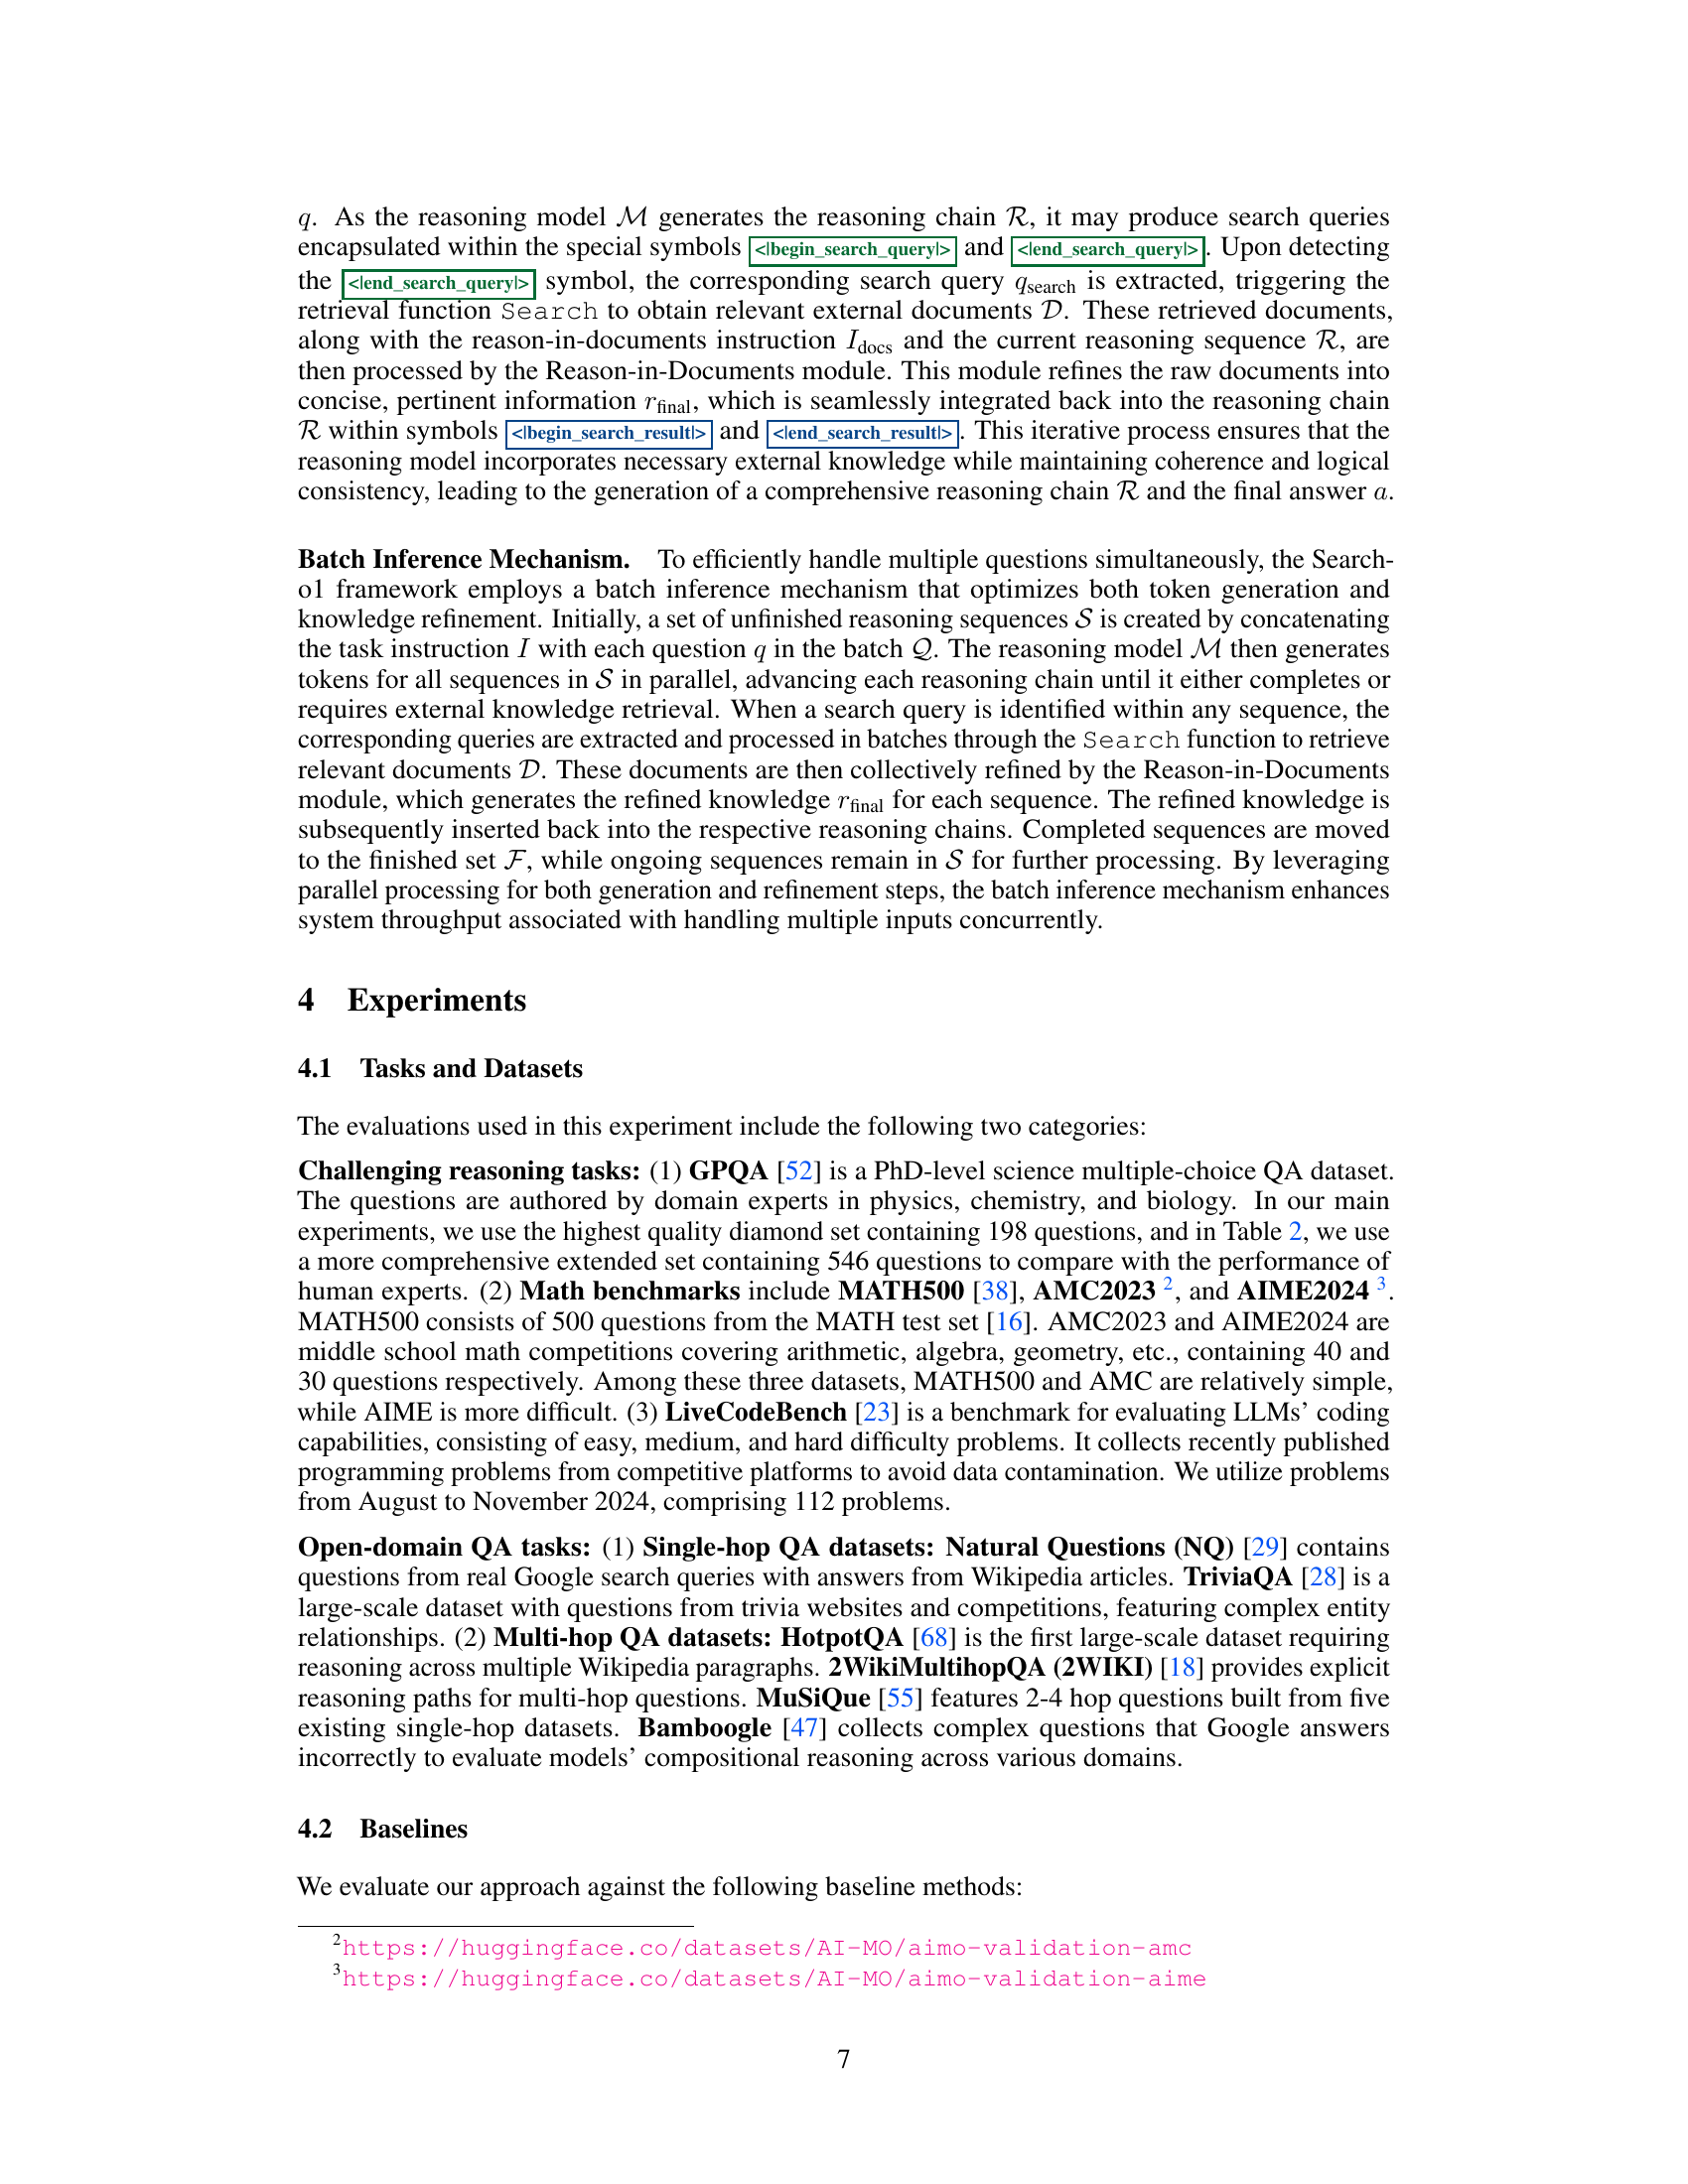 q. As the reasoning model ℳ generates the reasoning chain ℛ, it may produce search queries
encapsulated within the special symbols <|begin_search_query|> and <|end_search_query|>. Upon detecting
the <|end_search_query|> symbol, the corresponding search query q_search is extracted, triggering the
retrieval function Search to obtain relevant external documents 𝒟. These retrieved documents,
along with the reason-in-documents instruction I_docs and the current reasoning sequence ℛ, are
then processed by the Reason-in-Documents module. This module refines the raw documents into
concise, pertinent information r_final, which is seamlessly integrated back into the reasoning chain
ℛ within symbols <|begin_search_result|> and <|end_search_result|>. This iterative process ensures that the
reasoning model incorporates necessary external knowledge while maintaining coherence and logical
consistency, leading to the generation of a comprehensive reasoning chain ℛ and the final answer a.
Batch Inference Mechanism. To efficiently handle multiple questions simultaneously, the Search-
o1 framework employs a batch inference mechanism that optimizes both token generation and
knowledge refinement. Initially, a set of unfinished reasoning sequences 𝒮 is created by concatenating
the task instruction I with each question q in the batch 𝒬. The reasoning model ℳ then generates
tokens for all sequences in 𝒮 in parallel, advancing each reasoning chain until it either completes or
requires external knowledge retrieval. When a search query is identified within any sequence, the
corresponding queries are extracted and processed in batches through the Search function to retrieve
relevant documents 𝒟. These documents are then collectively refined by the Reason-in-Documents
module, which generates the refined knowledge r_final for each sequence. The refined knowledge is
subsequently inserted back into the respective reasoning chains. Completed sequences are moved
to the finished set ℱ, while ongoing sequences remain in 𝒮 for further processing. By leveraging
parallel processing for both generation and refinement steps, the batch inference mechanism enhances
system throughput associated with handling multiple inputs concurrently.
4 Experiments
4.1 Tasks and Datasets
The evaluations used in this experiment include the following two categories:
Challenging reasoning tasks: (1) GPQA [52] is a PhD-level science multiple-choice QA dataset.
The questions are authored by domain experts in physics, chemistry, and biology. In our main
experiments, we use the highest quality diamond set containing 198 questions, and in Table 2, we use
a more comprehensive extended set containing 546 questions to compare with the performance of
human experts. (2) Math benchmarks include MATH500 [38], AMC2023 ², and AIME2024 ³.
MATH500 consists of 500 questions from the MATH test set [16]. AMC2023 and AIME2024 are
middle school math competitions covering arithmetic, algebra, geometry, etc., containing 40 and
30 questions respectively. Among these three datasets, MATH500 and AMC are relatively simple,
while AIME is more difficult. (3) LiveCodeBench [23] is a benchmark for evaluating LLMs' coding
capabilities, consisting of easy, medium, and hard difficulty problems. It collects recently published
programming problems from competitive platforms to avoid data contamination. We utilize problems
from August to November 2024, comprising 112 problems.
Open-domain QA tasks: (1) Single-hop QA datasets: Natural Questions (NQ) [29] contains
questions from real Google search queries with answers from Wikipedia articles. TriviaQA [28] is a
large-scale dataset with questions from trivia websites and competitions, featuring complex entity
relationships. (2) Multi-hop QA datasets: HotpotQA [68] is the first large-scale dataset requiring
reasoning across multiple Wikipedia paragraphs. 2WikiMultihopQA (2WIKI) [18] provides explicit
reasoning paths for multi-hop questions. MuSiQue [55] features 2-4 hop questions built from five
existing single-hop datasets. Bamboogle [47] collects complex questions that Google answers
incorrectly to evaluate models' compositional reasoning across various domains.
4.2 Baselines
We evaluate our approach against the following baseline methods:
²https://huggingface.co/datasets/AI-MO/aimo-validation-amc
³https://huggingface.co/datasets/AI-MO/aimo-validation-aime
7